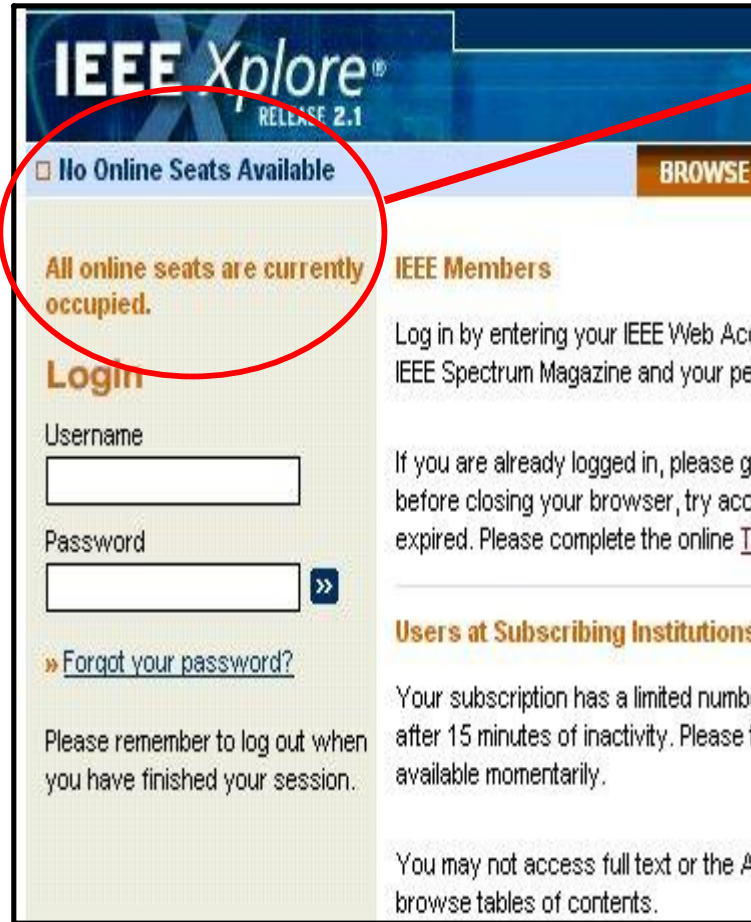 IEEE Xplore®
RELEASE 2.1
No Online Seats Available
BROWSE
All online seats are currently
occupied.
Login
Username
Password
»
» Forgot your password?
Please remember to log out when
you have finished your session.
IEEE Members
Log in by entering your IEEE Web
IEEE Spectrum Magazine and your
If you are already logged in, please
before closing your browser, try
expired. Please complete the online
Users at Subscribing Institutions
Your subscription has a limited
after 15 minutes of inactivity. Please
available momentarily.
You may not access full text or the
browse tables of contents.